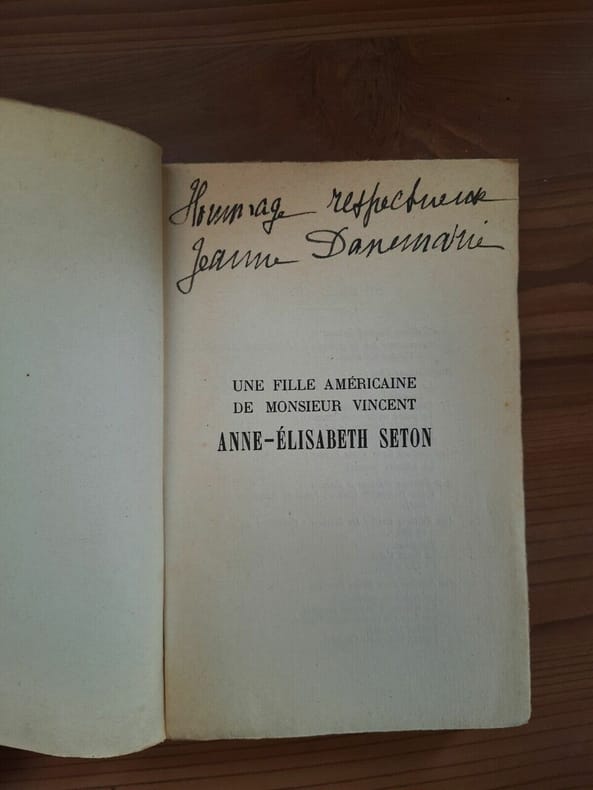 Hommage respectueux
Jeanne Danemarie
UNE FILLE AMÉRICAINE
DE MONSIEUR VINCENT
ANNE-ÉLISABETH SETON